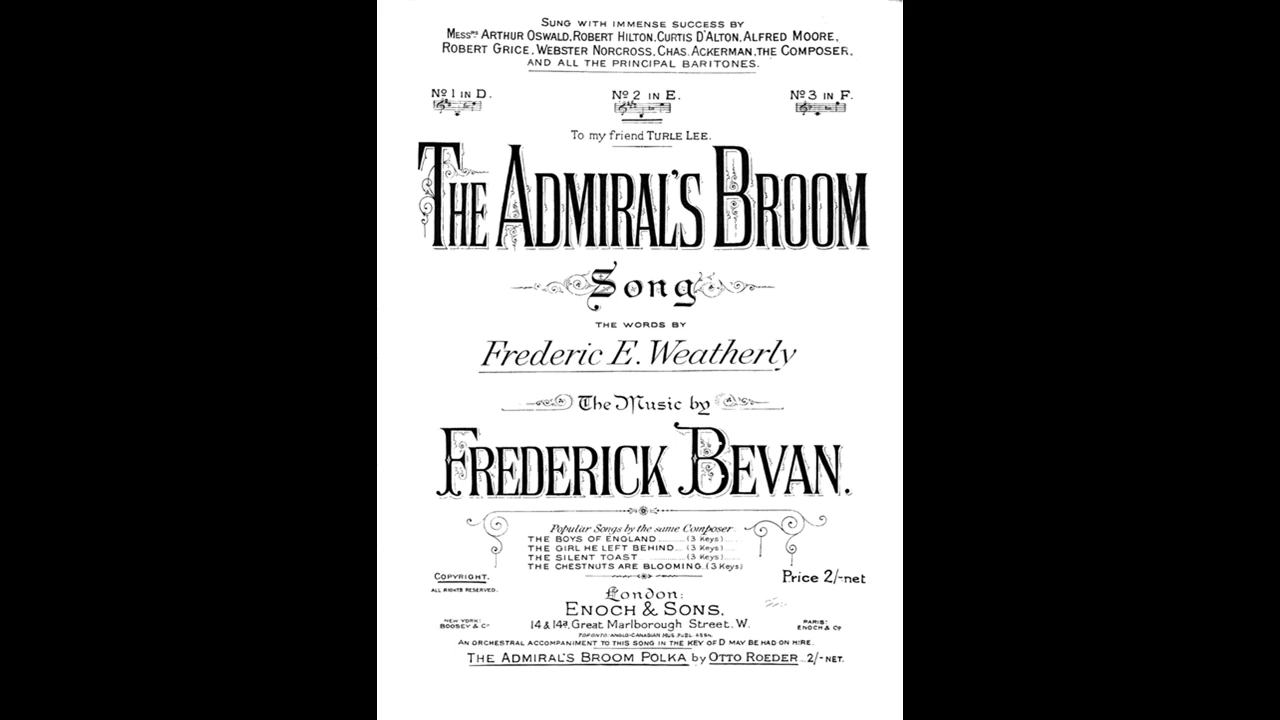 SUNG WITH IMMENSE SUCCESS BY
MESSRS ARTHUR OSWALD, ROBERT HILTON, CURTIS D'ALTON, ALFRED MOORE,
ROBERT GRICE, WEBSTER NORCROSS, CHAS. ACKERMAN, THE COMPOSER,
AND ALL THE PRINCIPAL BARITONES.
No 1 IN D. No 2 IN E. No 3 IN F.
To my friend TURLE LEE.
THE ADMIRAL'S BROOM
Song
THE WORDS BY
Frederic E. Weatherly
The Music by
FREDERICK BEVAN.
Popular Songs by the same Composer
THE BOYS OF ENGLAND (3 Keys)
THE GIRL HE LEFT BEHIND (3 Keys)
THE SILENT TOAST (3 Keys)
THE CHESTNUTS ARE BLOOMING (3 Keys)
COPYRIGHT. Price 2/-net
ALL RIGHTS RESERVED.
London:
ENOCH & SONS.
NEW YORK: 14 & 14a, Great Marlborough Street. W. PARIS:
BOOSEY & Co ENOCH & Co
TORONTO: ANGLO-CANADIAN MUS. PUBL. ASSN.
AN ORCHESTRAL ACCOMPANIMENT TO THIS SONG IN THE KEY OF D MAY BE HAD ON HIRE.
THE ADMIRAL'S BROOM POLKA by OTTO ROEDER 2/- NET.